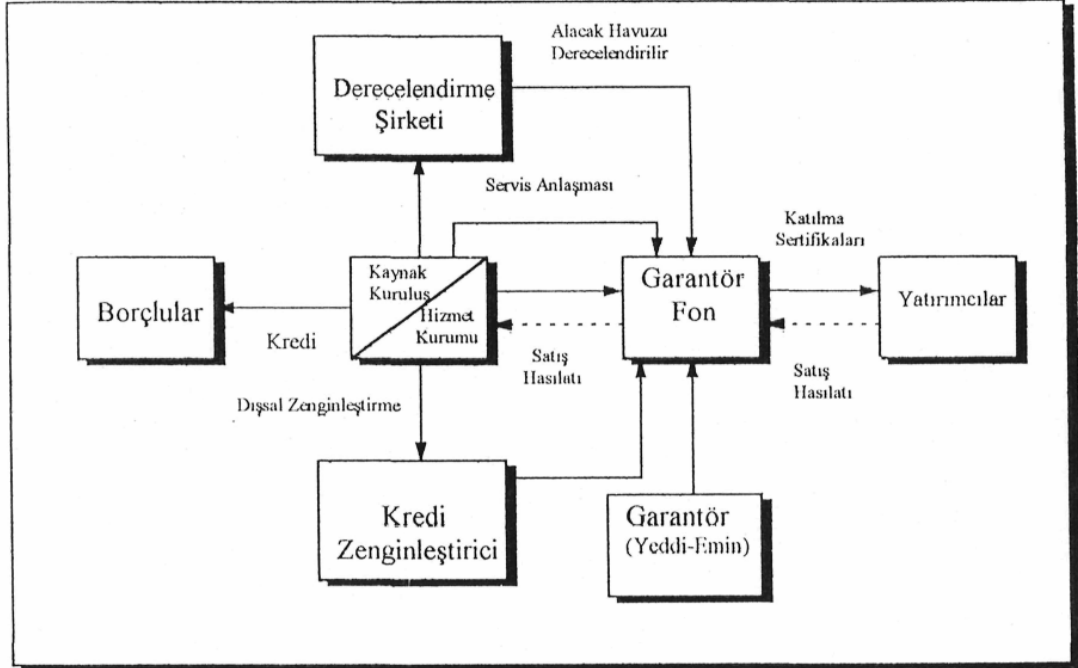 Alacak Havuzu
Derecelendirilir
Derecelendirme
Şirketi
Servis Anlaşması
Katılma
Sertifikaları
Kaynak
Kuruluş
Hizmet
Kurumu
Garantör
Fon
Yatırımcılar
Borçlular
Kredi
Satış
Hasılatı
Satış
Hasılatı
Dışsal Zenginleştirme
Kredi
Zenginleştirici
Garantör
(Yeddi-Emin)